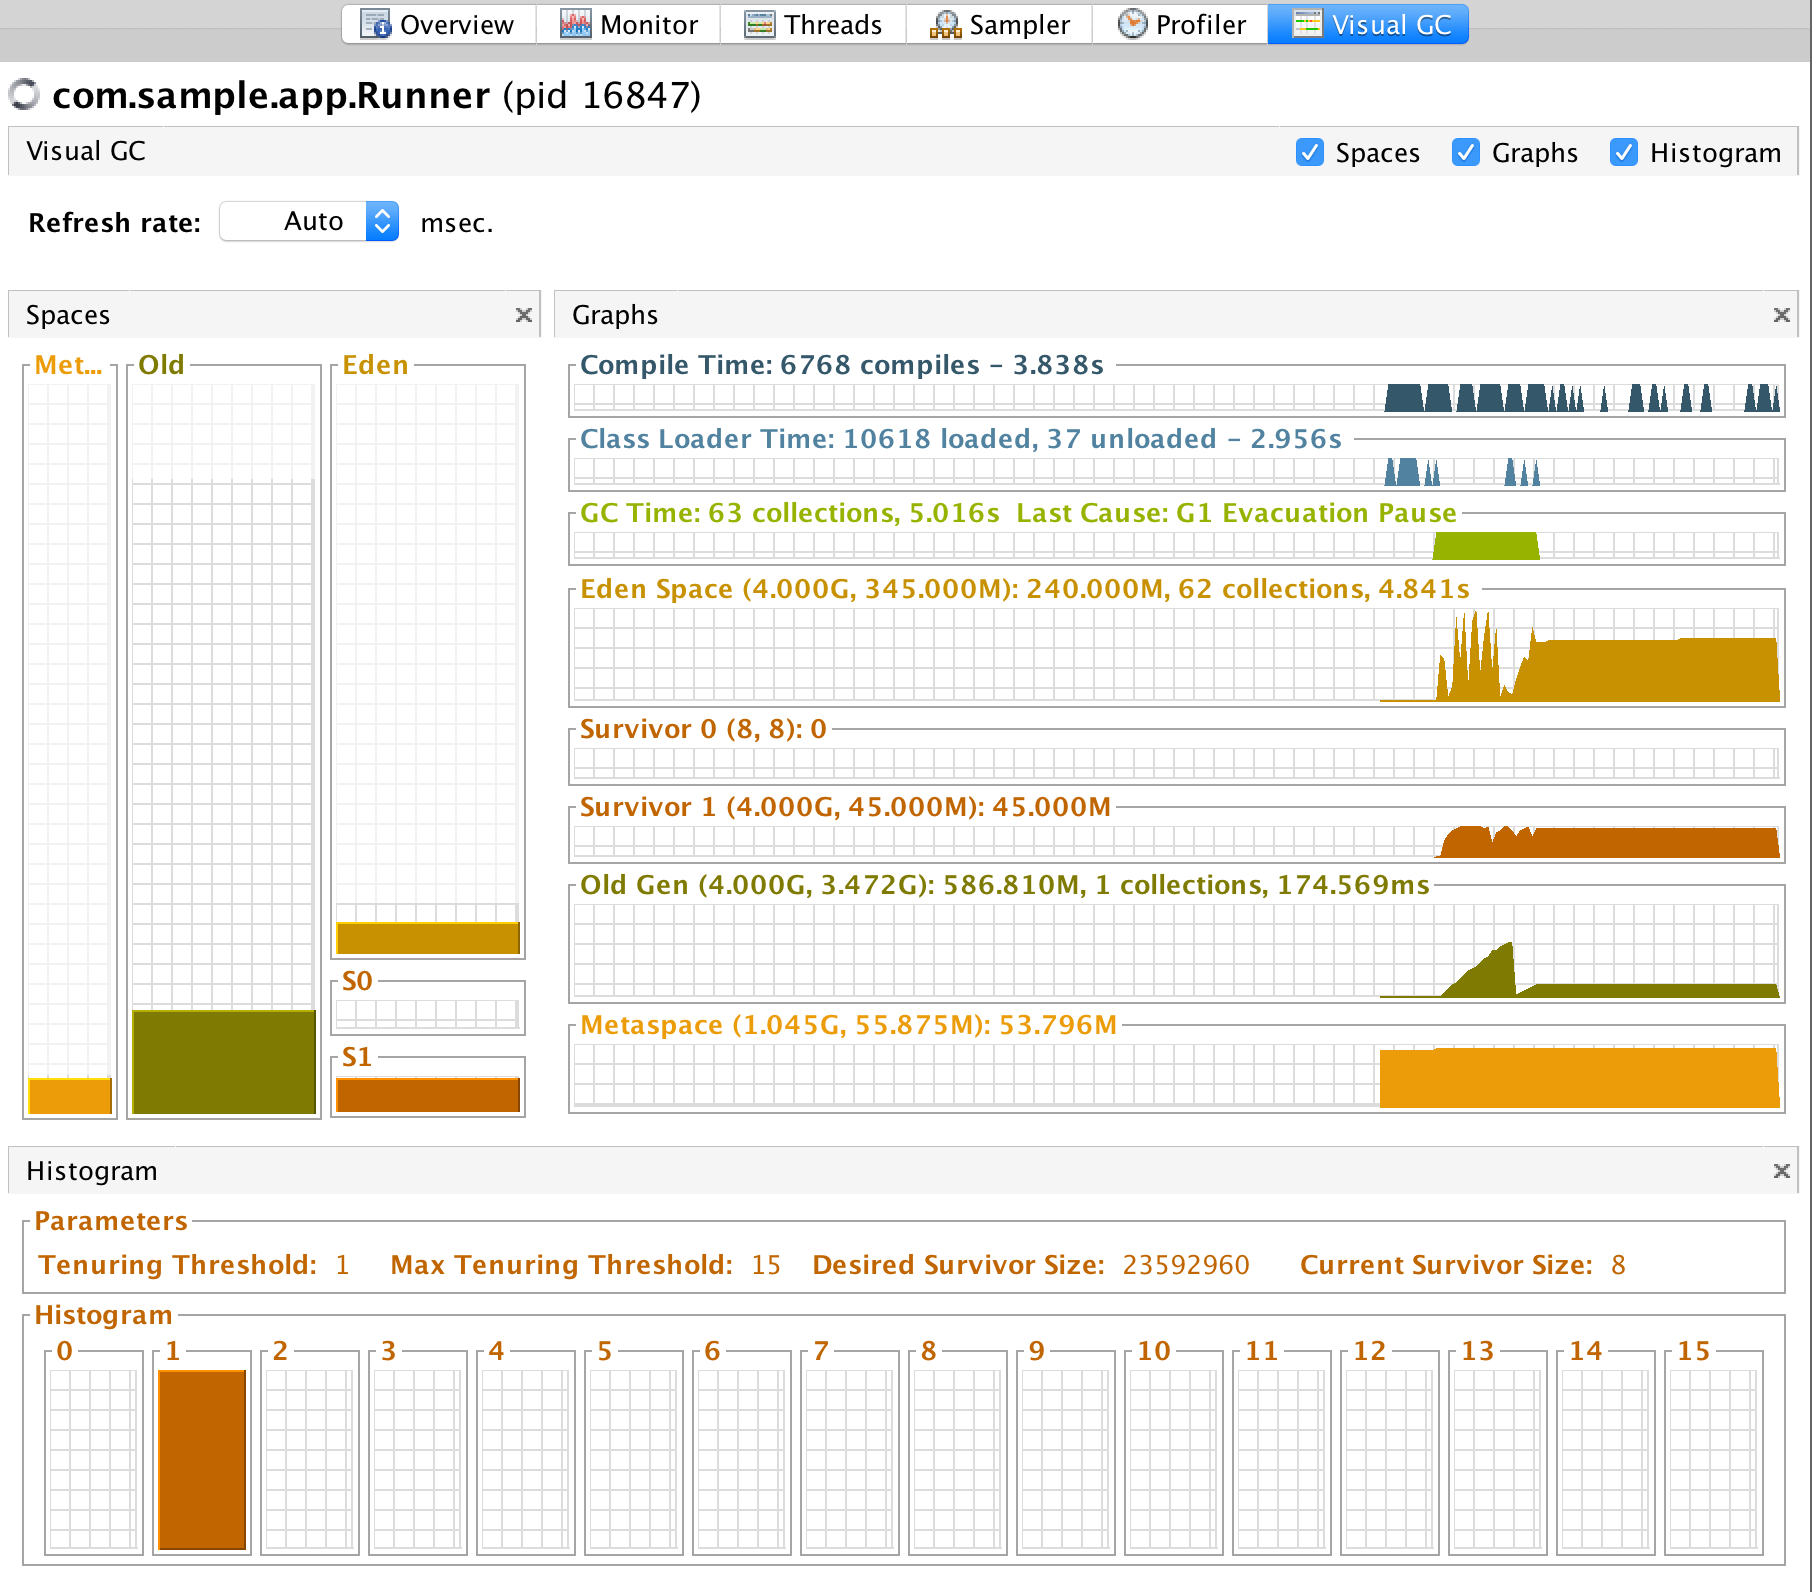 Overview Monitor Threads Sampler Profiler Visual GC
com.sample.app.Runner (pid 16847)
Visual GC Spaces Graphs Histogram
Refresh rate: Auto msec.
Spaces
Met... Old Eden
S0
S1
Graphs
Compile Time: 6768 compiles - 3.838s
Class Loader Time: 10618 loaded, 37 unloaded - 2.956s
GC Time: 63 collections, 5.016s Last Cause: G1 Evacuation Pause
Eden Space (4.000G, 345.000M): 240.000M, 62 collections, 4.841s
Survivor 0 (8, 8): 0
Survivor 1 (4.000G, 45.000M): 45.000M
Old Gen (4.000G, 3.472G): 586.810M, 1 collections, 174.569ms
Metaspace (1.045G, 55.875M): 53.796M
Histogram
Parameters
Tenuring Threshold: 1 Max Tenuring Threshold: 15 Desired Survivor Size: 23592960 Current Survivor Size: 8
Histogram
0 1 2 3 4 5 6 7 8 9 10 11 12 13 14 15